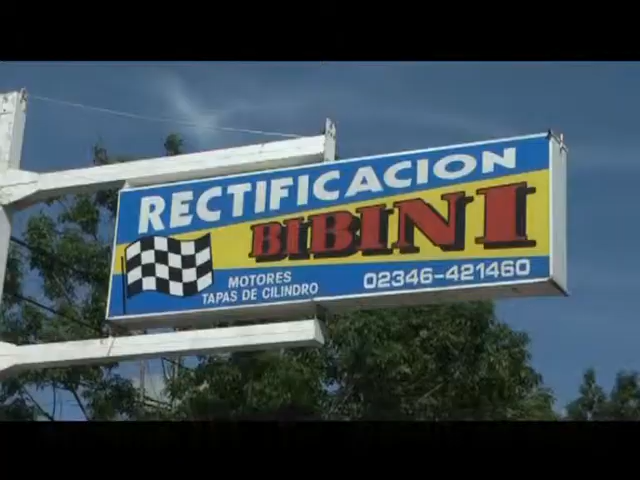 RECTIFICACION
BIBINI
MOTORES
TAPAS DE CILINDRO
02346-421460